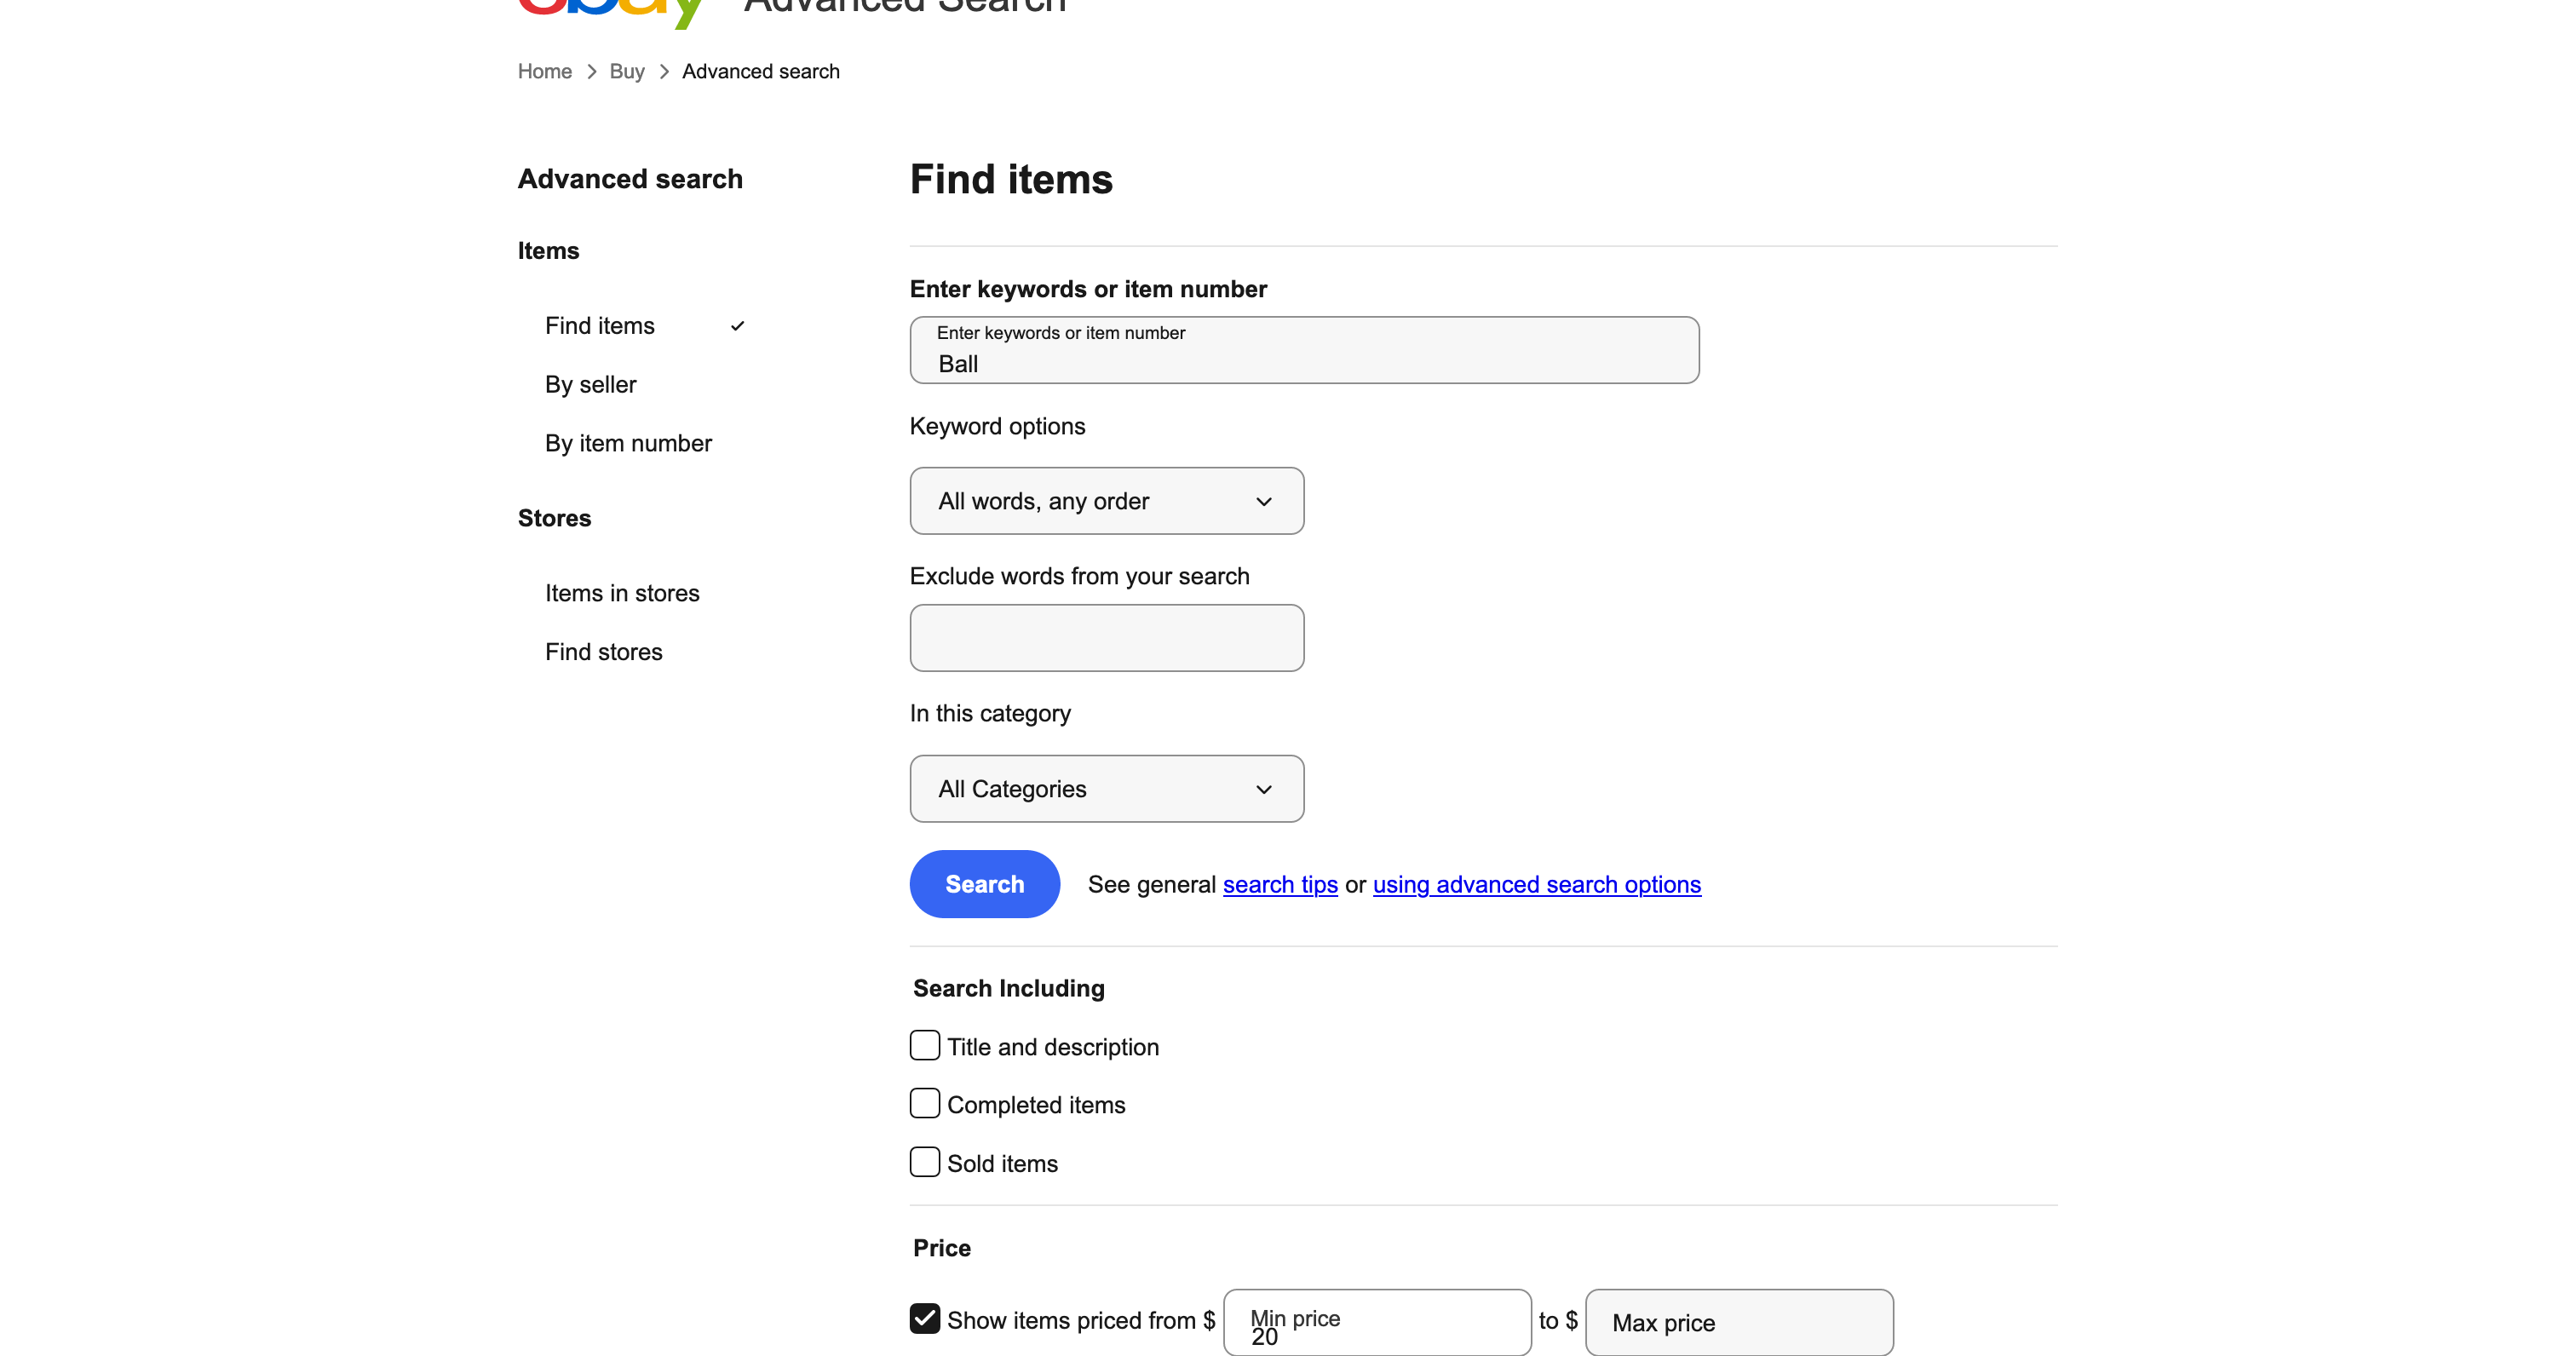 ebay Advanced Search
Home > Buy > Advanced search
Advanced search
Items
Find items
By seller
By item number
Stores
Items in stores
Find stores
Find items
Enter keywords or item number
Enter keywords or item number
Ball
Keyword options
All words, any order
Exclude words from your search
In this category
All Categories
Search See general search tips or using advanced search options
Search Including
Title and description
Completed items
Sold items
Price
Show items priced from $ Min price 20 to $ Max price